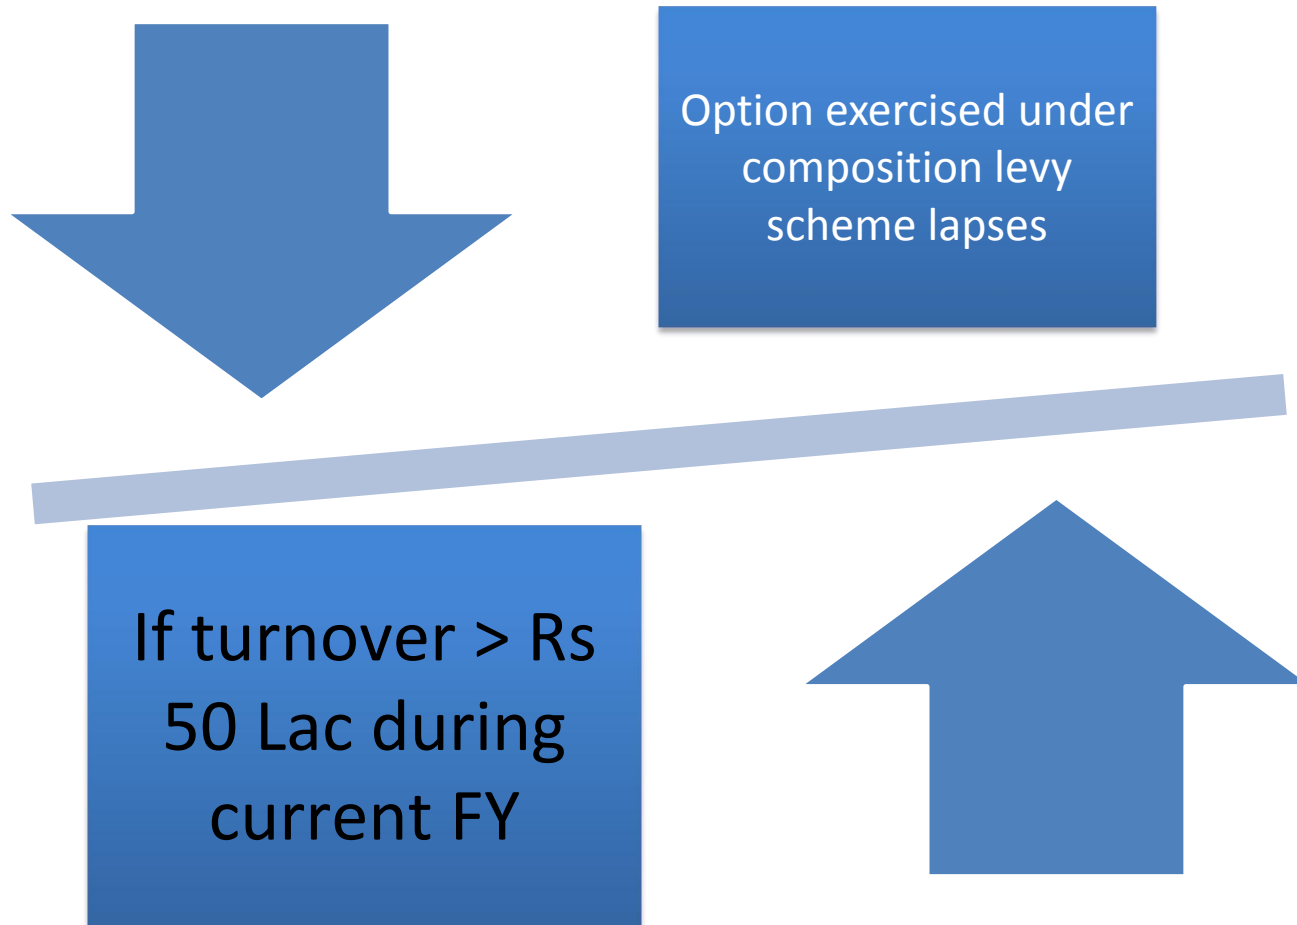 Option exercised under
composition levy
scheme lapses
If turnover > Rs
50 Lac during
current FY